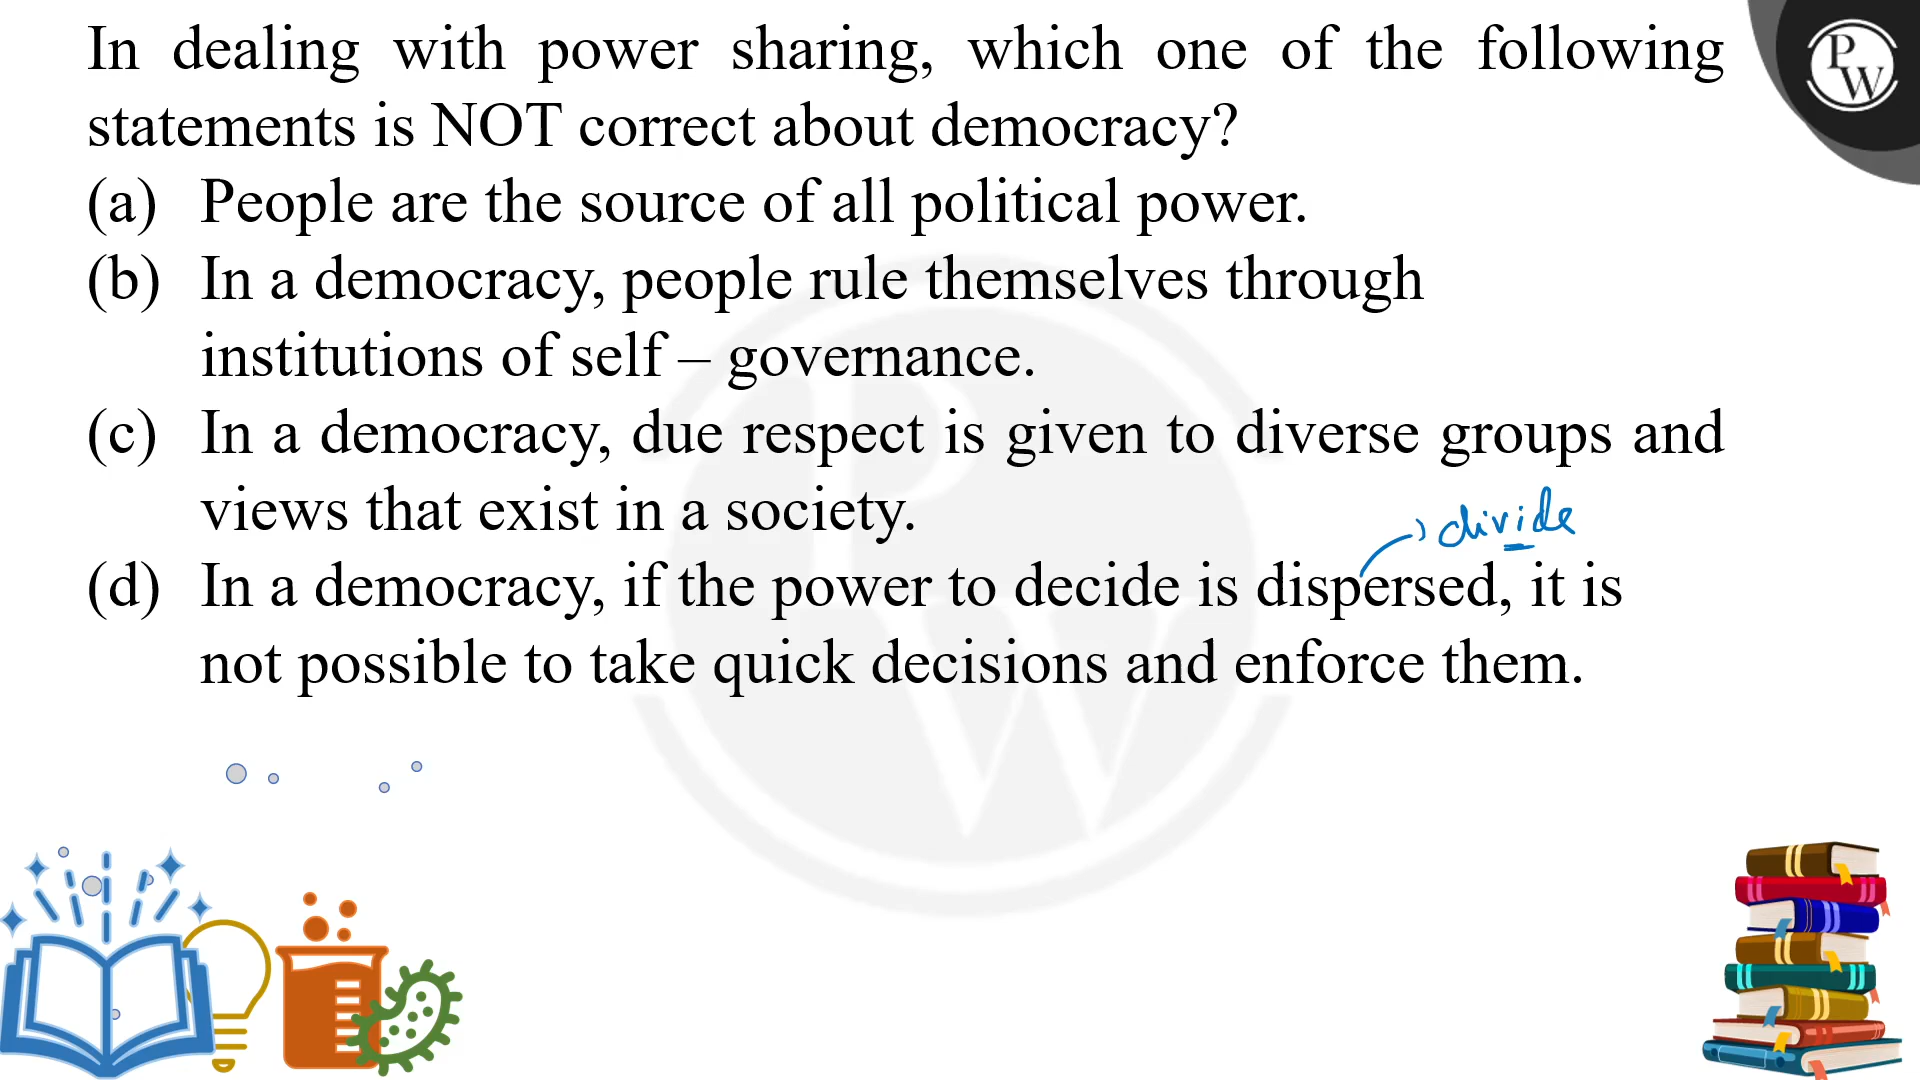 In dealing with power sharing, which one of the following
statements is NOT correct about democracy?
(a) People are the source of all political power.
(b) In a democracy, people rule themselves through
institutions of self – governance.
(c) In a democracy, due respect is given to diverse groups and
views that exist in a society.
divide
(d) In a democracy, if the power to decide is dispersed, it is
not possible to take quick decisions and enforce them.
PW
PW